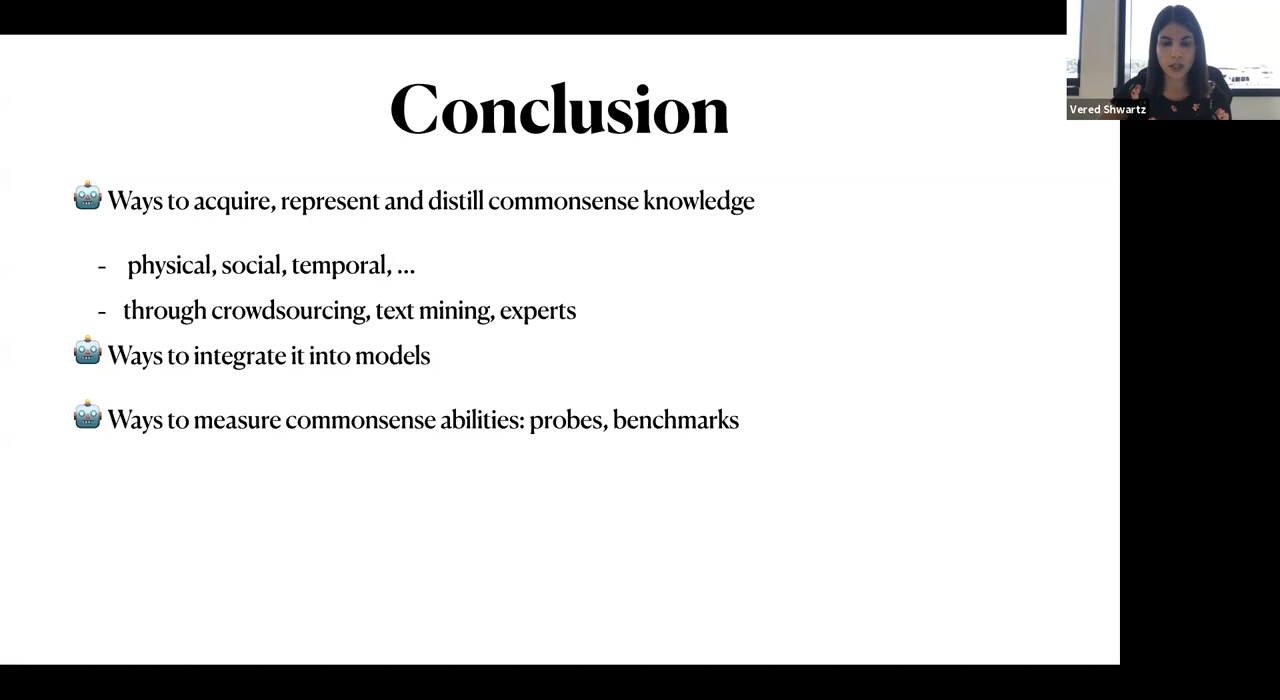 Conclusion
Vered Shwartz
Ways to acquire, represent and distill commonsense knowledge
- physical, social, temporal, ...
- through crowdsourcing, text mining, experts
Ways to integrate it into models
Ways to measure commonsense abilities: probes, benchmarks